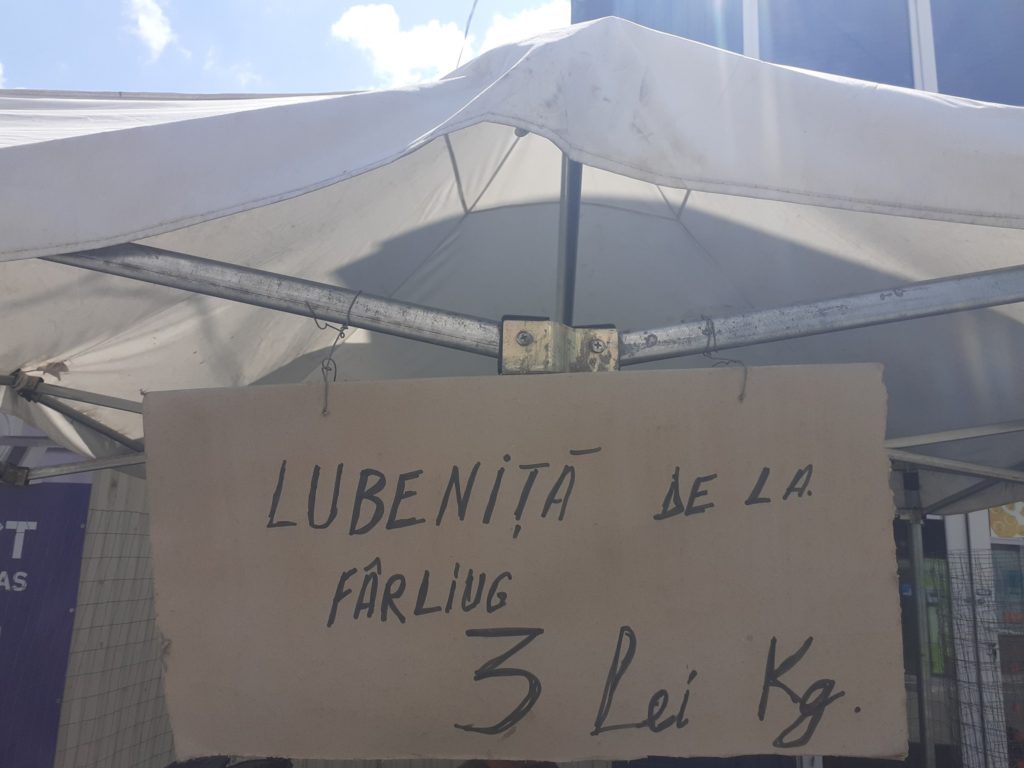 LUBENIȚĂ DE LA.
FÂRLIUG
3 Lei Kg.